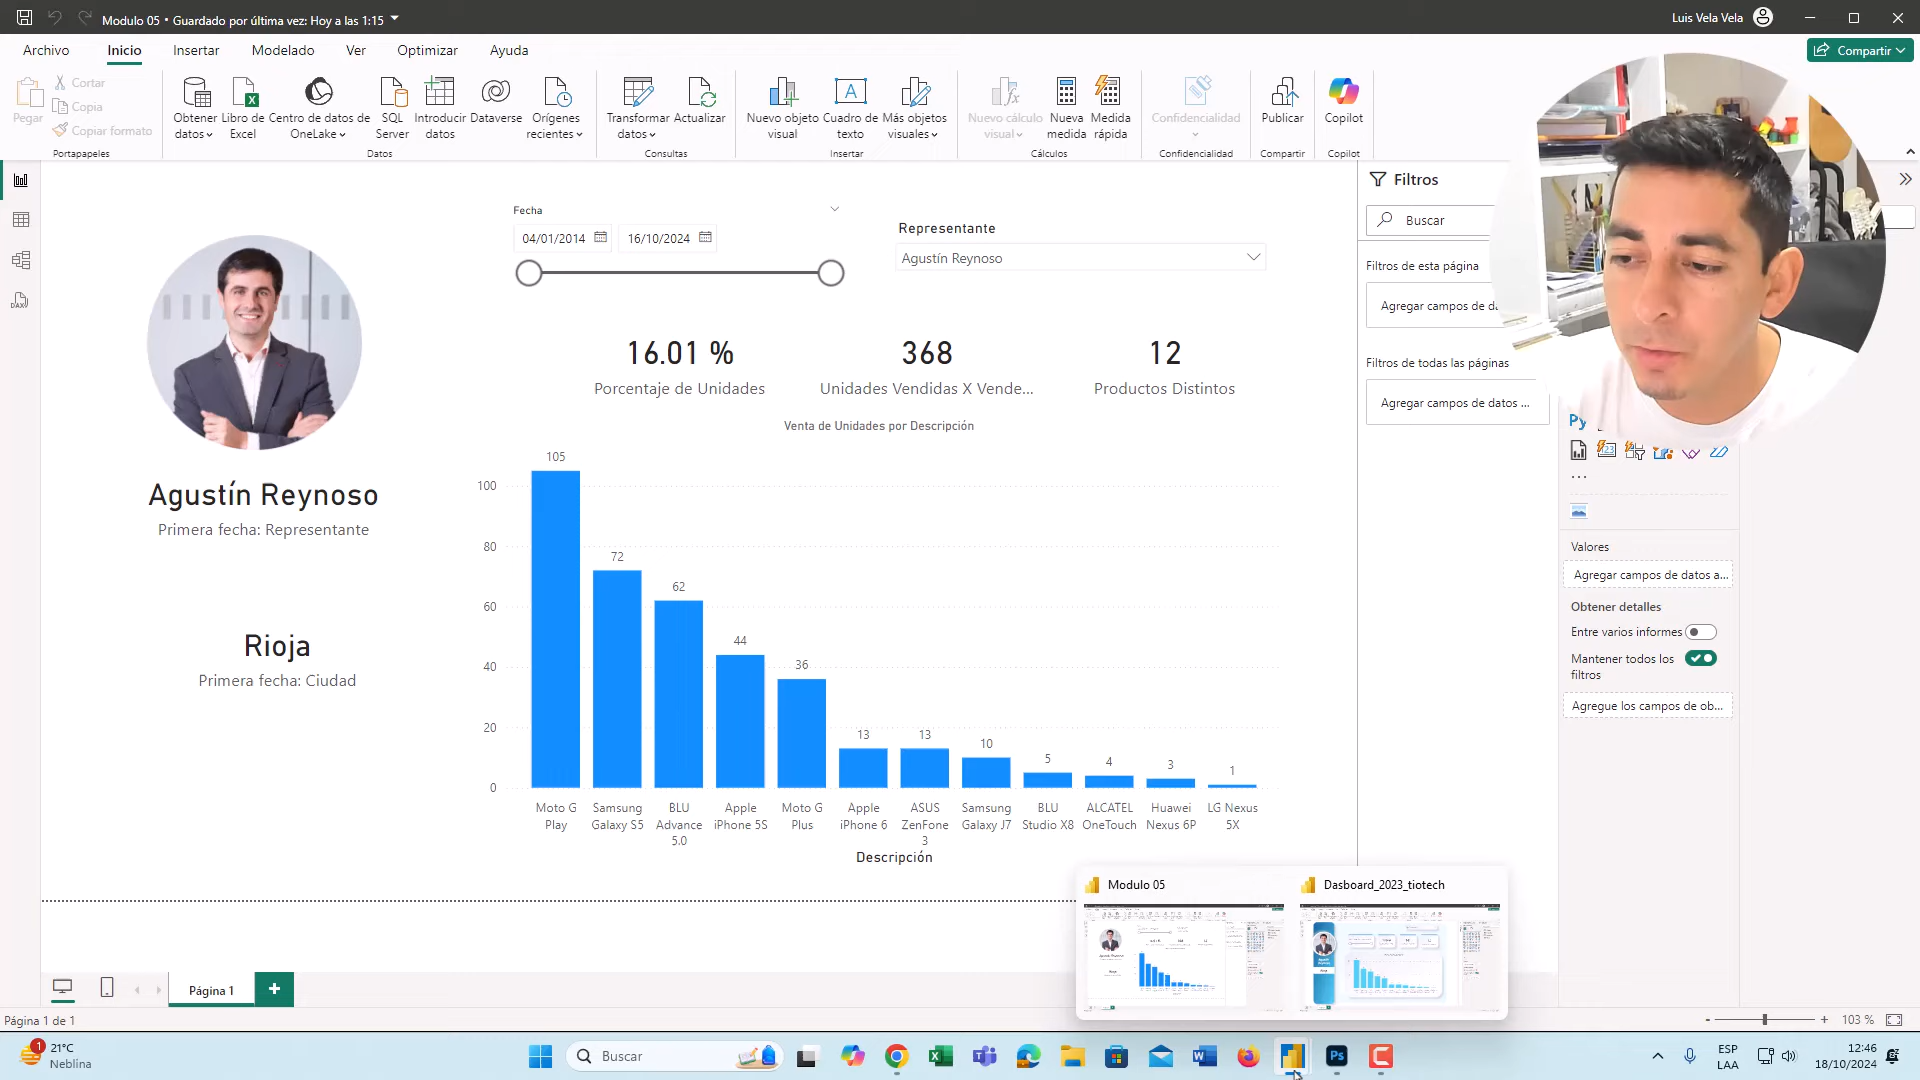 Modulo 05 • Guardado por última vez: Hoy a las 1:15
Luis Vela Vela
Archivo
Inicio
Insertar
Modelado
Ver
Optimizar
Ayuda
Compartir
Pegar
Cortar
Copia
Copiar formato
Portapapeles
Obtener datos
Libro de Excel
Centro de datos de OneLake
SQL Server
Introducir datos
Dataverse
Orígenes recientes
Datos
Transformar datos
Actualizar
Consultas
Nuevo objeto visual
Cuadro de texto
Más objetos visuales
Insertar
Nuevo cálculo visual
Nueva medida
Medida rápida
Cálculos
Confidencialidad
Confidencialidad
Publicar
Compartir
Copilot
Copilot
Fecha
04/01/2014
16/10/2024
Representante
Agustín Reynoso
16.01 %
Porcentaje de Unidades
368
Unidades Vendidas X Vende...
12
Productos Distintos
Agustín Reynoso
Primera fecha: Representante
Rioja
Primera fecha: Ciudad
Venta de Unidades por Descripción
100
80
60
40
20
0
105
72
62
44
36
13
13
10
5
4
3
1
Moto G Play
Samsung Galaxy S5
BLU Advance 5.0
Apple iPhone 5S
Moto G Plus
Apple iPhone 6
ASUS ZenFone 3
Samsung Galaxy J7
BLU Studio X8
ALCATEL OneTouch
Huawei Nexus 6P
LG Nexus 5X
Descripción
Filtros
Buscar
Filtros de esta página
Agregar campos de da
Filtros de todas las páginas
Agregar campos de datos ...
Py
123
...
Valores
Agregar campos de datos a...
Obtener detalles
Entre varios informes
Mantener todos los filtros
Agregue los campos de ob...
Modulo 05
Dasboard_2023_tiotech
Página 1
Página 1 de 1
103 %
1
21°C
Neblina
Buscar
Ps
ESP
LAA
12:46
18/10/2024